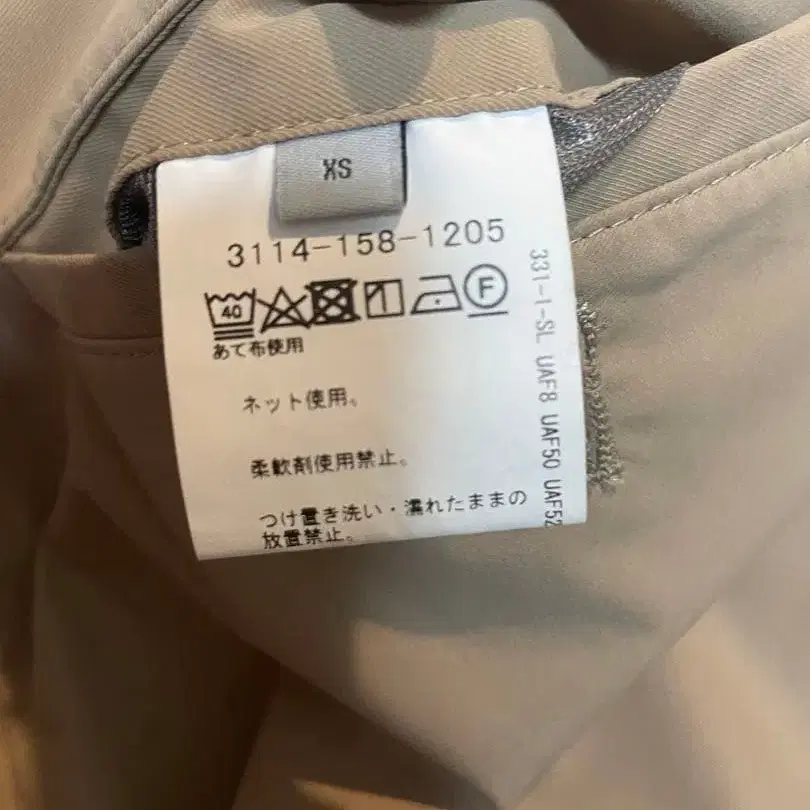 XS
3114-158-1205
40
F
あて布使用
ネット使用。
柔軟剤使用禁止。
つけ置き洗い・濡れたままの
放置禁止。
331-1-SL UAF8 UAF50 UAF52